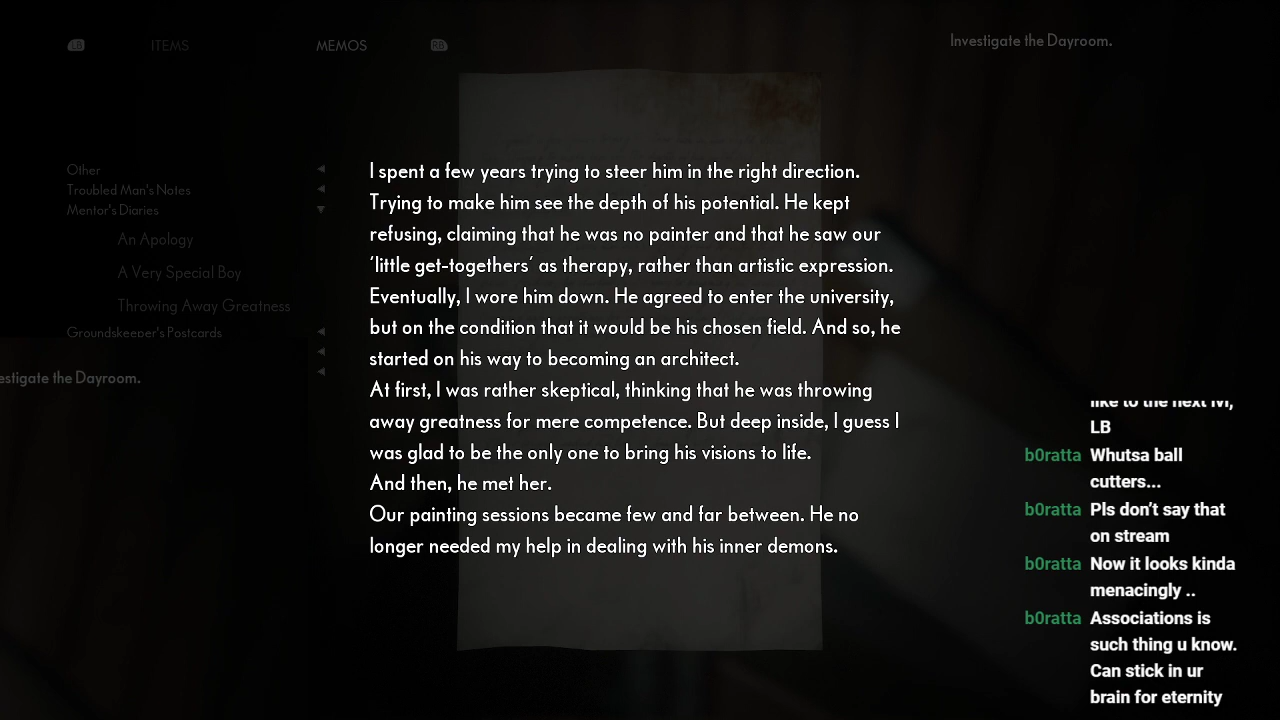 LB
ITEMS
MEMOS
RB
Investigate the Dayroom.
Other
Troubled Man's Notes
Mentor's Diaries
An Apology
A Very Special Boy
Throwing Away Greatness
Groundskeeper's Postcards
estigate the Dayroom.
I spent a few years trying to steer him in the right direction.
Trying to make him see the depth of his potential. He kept
refusing, claiming that he was no painter and that he saw our
'little get-togethers' as therapy, rather than artistic expression.
Eventually, I wore him down. He agreed to enter the university,
but on the condition that it would be his chosen field. And so, he
started on his way to becoming an architect.
At first, I was rather skeptical, thinking that he was throwing
away greatness for mere competence. But deep inside, I guess I
was glad to be the only one to bring his visions to life.
And then, he met her.
Our painting sessions became few and far between. He no
longer needed my help in dealing with his inner demons.
like to the next lvl,
LB
b0ratta Whutsa ball
cutters...
b0ratta Pls don't say that
on stream
b0ratta Now it looks kinda
menacingly ..
b0ratta Associations is
such thing u know.
Can stick in ur
brain for eternity